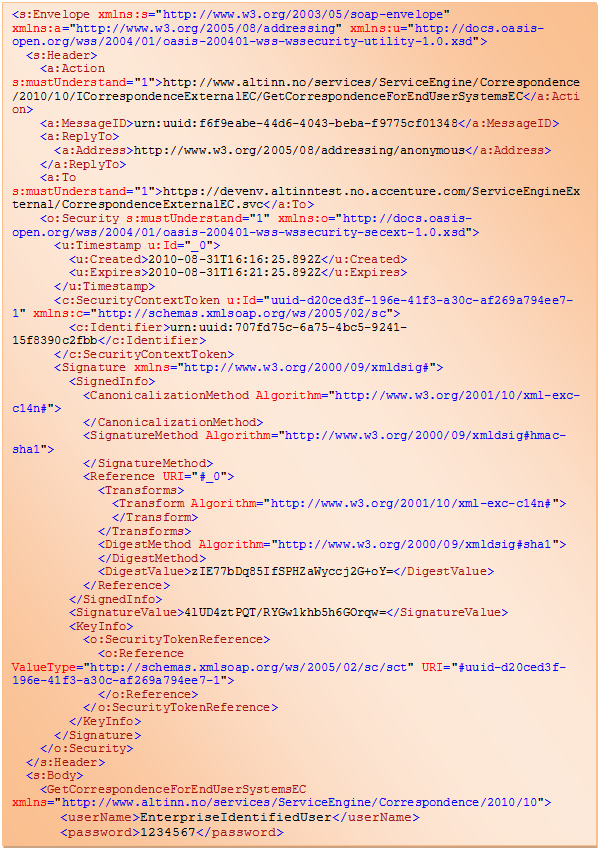 <s:Envelope xmlns:s="http://www.w3.org/2003/05/soap-envelope"
xmlns:a="http://www.w3.org/2005/08/addressing" xmlns:u="http://docs.oasis-
open.org/wss/2004/01/oasis-200401-wss-wssecurity-utility-1.0.xsd">
<s:Header>
<a:Action
s:mustUnderstand="1">http://www.altinn.no/services/ServiceEngine/Correspondence
/2010/10/ICorrespondenceExternalEC/GetCorrespondenceForEndUserSystemsEC</a:Acti
on>
<a:MessageID>urn:uuid:f6f9eabe-44d6-4043-beba-f9775cf01348</a:MessageID>
<a:ReplyTo>
<a:Address>http://www.w3.org/2005/08/addressing/anonymous</a:Address>
</a:ReplyTo>
<a:To
s:mustUnderstand="1">https://devenv.altinntest.no.accenture.com/ServiceEngineEx
ternal/CorrespondenceExternalEC.svc</a:To>
<o:Security s:mustUnderstand="1" xmlns:o="http://docs.oasis-
open.org/wss/2004/01/oasis-200401-wss-wssecurity-secext-1.0.xsd">
<u:Timestamp u:Id="_0">
<u:Created>2010-08-31T16:16:25.892Z</u:Created>
<u:Expires>2010-08-31T16:21:25.892Z</u:Expires>
</u:Timestamp>
<c:SecurityContextToken u:Id="uuid-d20ced3f-196e-41f3-a30c-af269a794ee7-
1" xmlns:c="http://schemas.xmlsoap.org/ws/2005/02/sc">
<c:Identifier>urn:uuid:707fd75c-6a75-4bc5-9241-
15f8390c2fbb</c:Identifier>
</c:SecurityContextToken>
<Signature xmlns="http://www.w3.org/2000/09/xmldsig#">
<SignedInfo>
<CanonicalizationMethod Algorithm="http://www.w3.org/2001/10/xml-exc-
c14n#">
</CanonicalizationMethod>
<SignatureMethod Algorithm="http://www.w3.org/2000/09/xmldsig#hmac-
sha1">
</SignatureMethod>
<Reference URI="#_0">
<Transforms>
<Transform Algorithm="http://www.w3.org/2001/10/xml-exc-c14n#">
</Transform>
</Transforms>
<DigestMethod Algorithm="http://www.w3.org/2000/09/xmldsig#sha1">
</DigestMethod>
<DigestValue>zIE77bDq85IfSPHZaWyccj2G+oY=</DigestValue>
</Reference>
</SignedInfo>
<SignatureValue>4lUD4ztPQT/RYGw1khb5h6GOrqw=</SignatureValue>
<KeyInfo>
<o:SecurityTokenReference>
<o:Reference
ValueType="http://schemas.xmlsoap.org/ws/2005/02/sc/sct" URI="#uuid-d20ced3f-
196e-41f3-a30c-af269a794ee7-1">
</o:Reference>
</o:SecurityTokenReference>
</KeyInfo>
</Signature>
</o:Security>
</s:Header>
<s:Body>
<GetCorrespondenceForEndUserSystemsEC
xmlns="http://www.altinn.no/services/ServiceEngine/Correspondence/2010/10">
<userName>EnterpriseIdentifiedUser</userName>
<password>1234567</password>